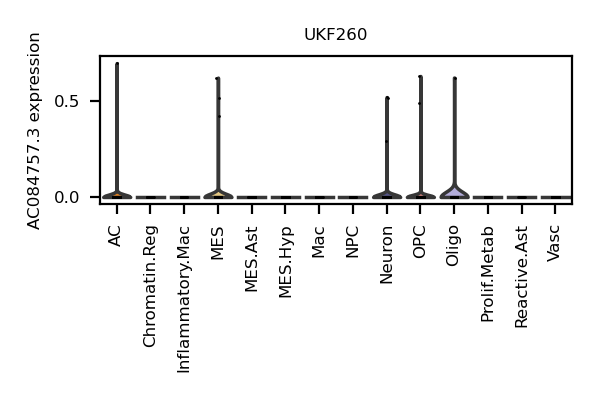 UKF260
AC084757.3 expression
0.5
0.0
AC
Chromatin.Reg
Inflammatory.Mac
MES
MES.Ast
MES.Hyp
Mac
NPC
Neuron
OPC
Oligo
Prolif.Metab
Reactive.Ast
Vasc